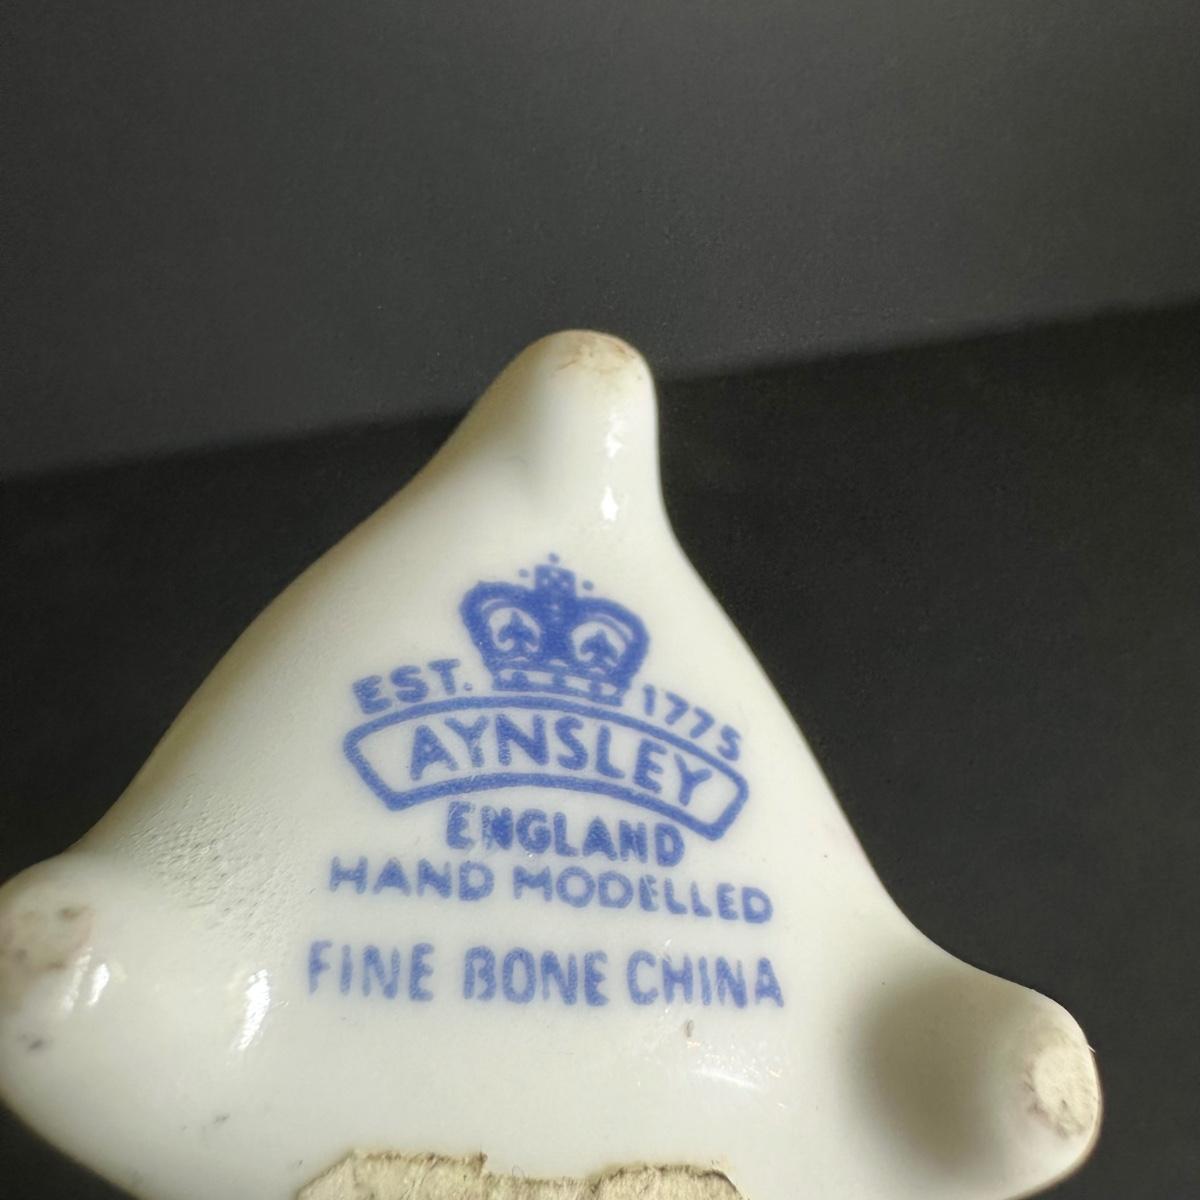 EST. 1775
AYNSLEY
ENGLAND
HAND MODELLED
FINE BONE CHINA